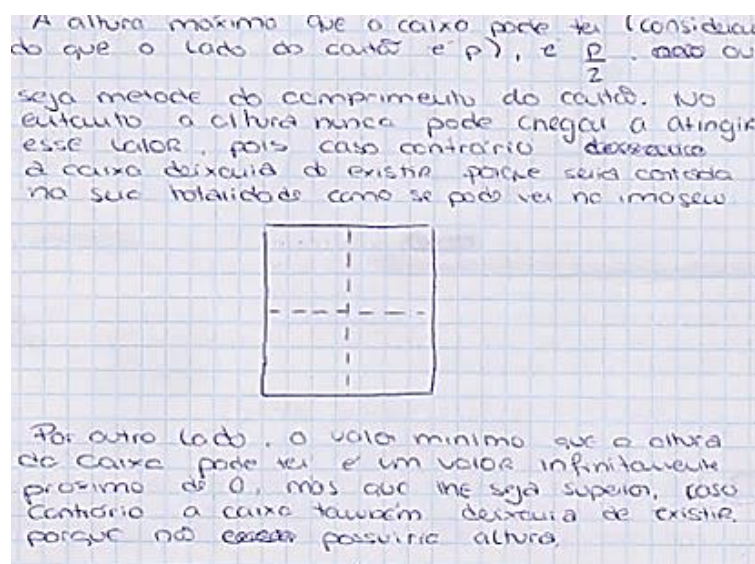 A altura máxima que a caixa pode ter (consideran
do que o lado do cartão é p), é p/2. ou
seja metade do comprimento do cartão. No
entanto a altura nunca pode chegar a atingir
esse valor, pois caso contrário
a caixa deixaria de existir porque seria cortada
na sua totalidade como se pode ver na imagem
Por outro lado, o valor mínimo que a altura
da caixa pode ter é um valor infinitamente
próximo de 0, mas que lhe seja superior, caso
contrário a caixa também deixaria de existir,
porque não possuiria altura.